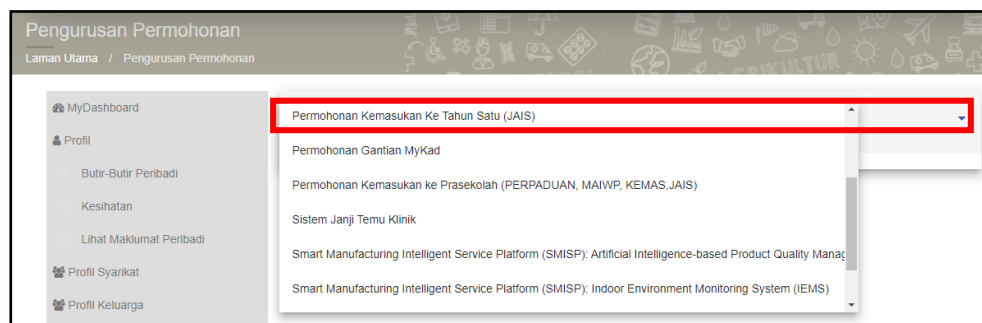 Pengurusan Permohonan
Laman Utama / Pengurusan Permohonan
AGRIKULTUR
MyDashboard
Profil
Butir-Butir Peribadi
Kesihatan
Lihat Maklumat Peribadi
Profil Syarikat
Profil Keluarga
Permohonan Kemasukan Ke Tahun Satu (JAIS)
Permohonan Gantian MyKad
Permohonan Kemasukan ke Prasekolah (PERPADUAN, MAIWP, KEMAS,JAIS)
Sistem Janji Temu Klinik
Smart Manufacturing Intelligent Service Platform (SMISP): Artificial Intelligence-based Product Quality Manag
Smart Manufacturing Intelligent Service Platform (SMISP): Indoor Environment Monitoring System (IEMS)